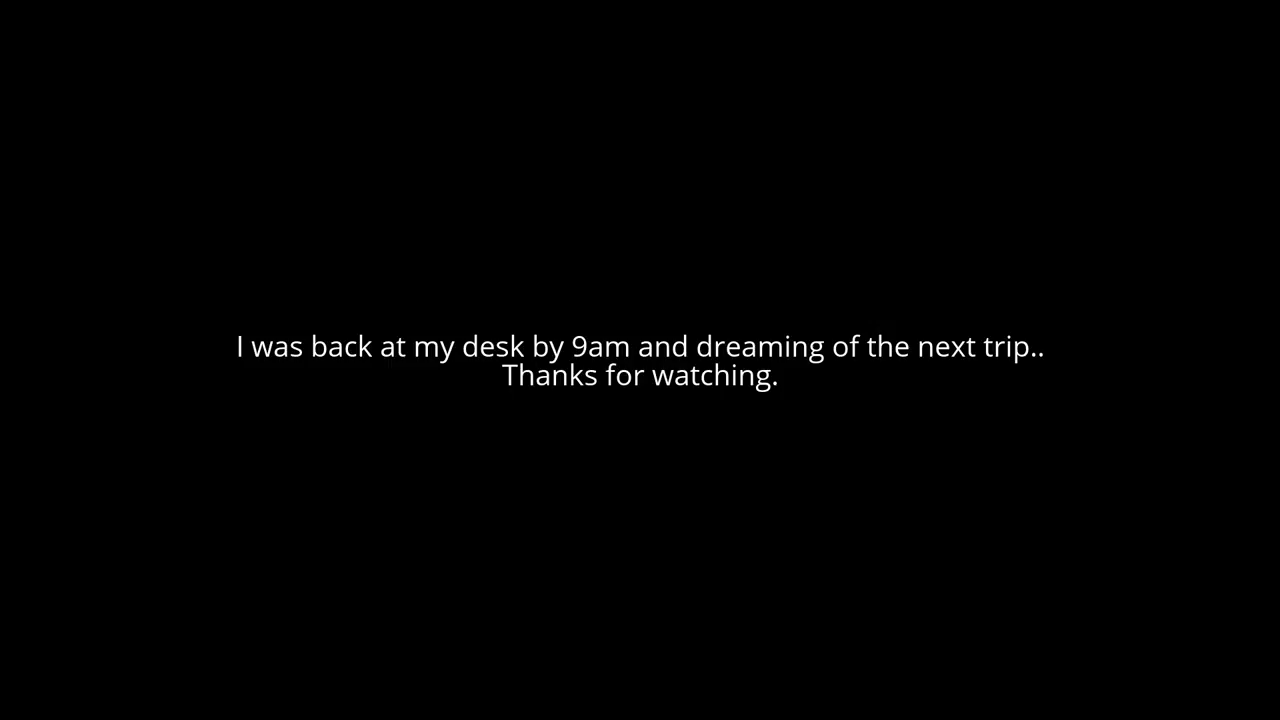 I was back at my desk by 9am and dreaming of the next trip..
Thanks for watching.